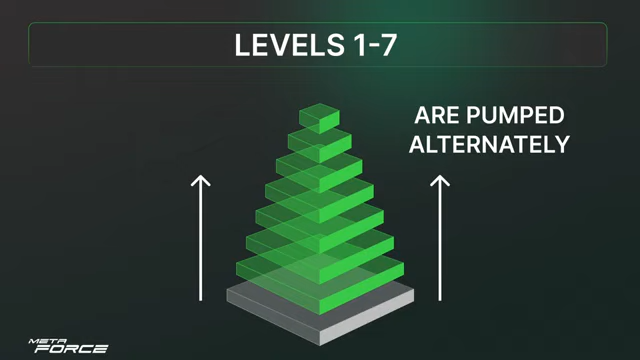 LEVELS 1-7
ARE PUMPED
ALTERNATELY
META
FORCE